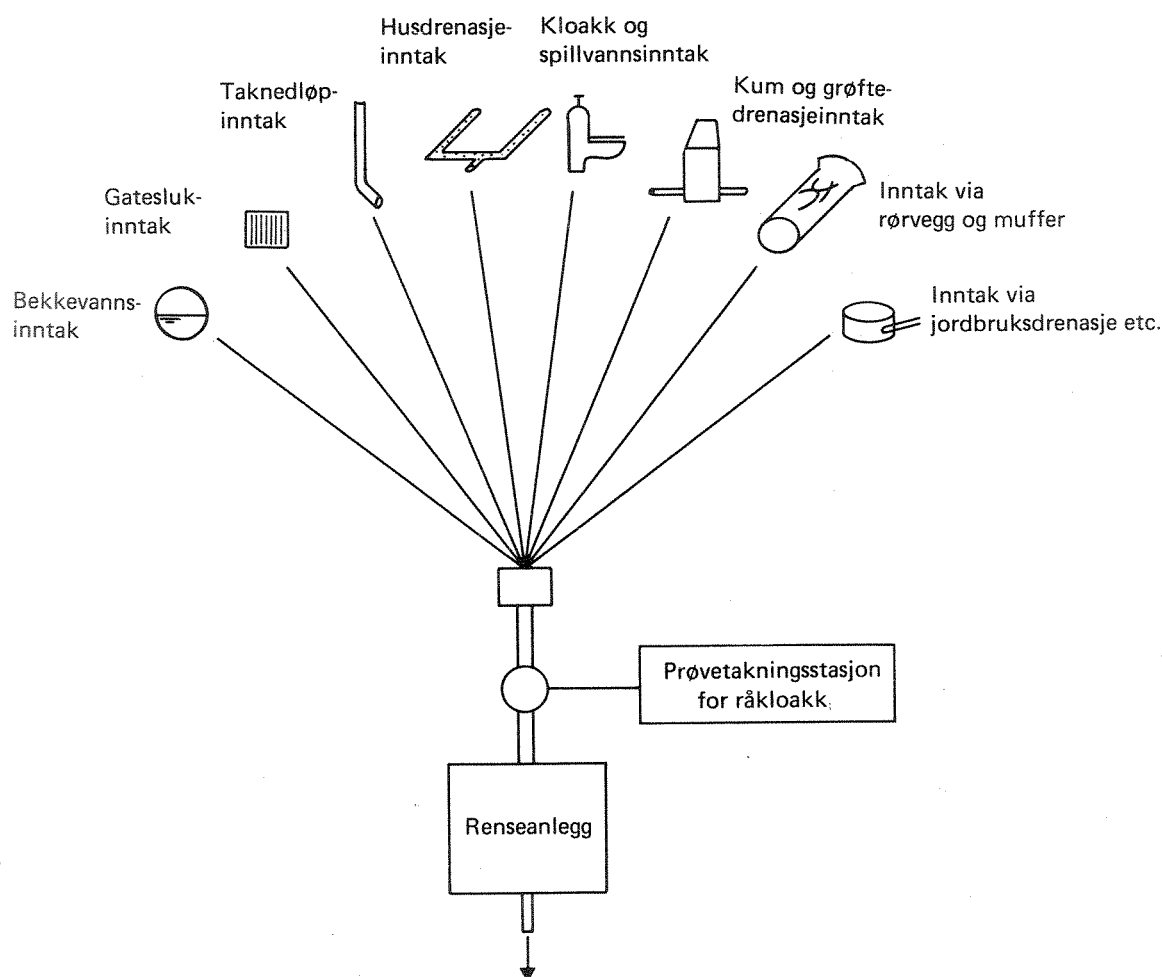 Husdrenasje-
inntak
Kloakk og
spillvannsinntak
Taknedløp-
inntak
Kum og grøfte-
drenasjeinntak
Gatesluk-
inntak
Inntak via
rørvegg og muffer
Bekkevanns-
inntak
Inntak via
jordbruksdrenasje etc.
Prøvetakningsstasjon
for råkloakk
Renseanlegg